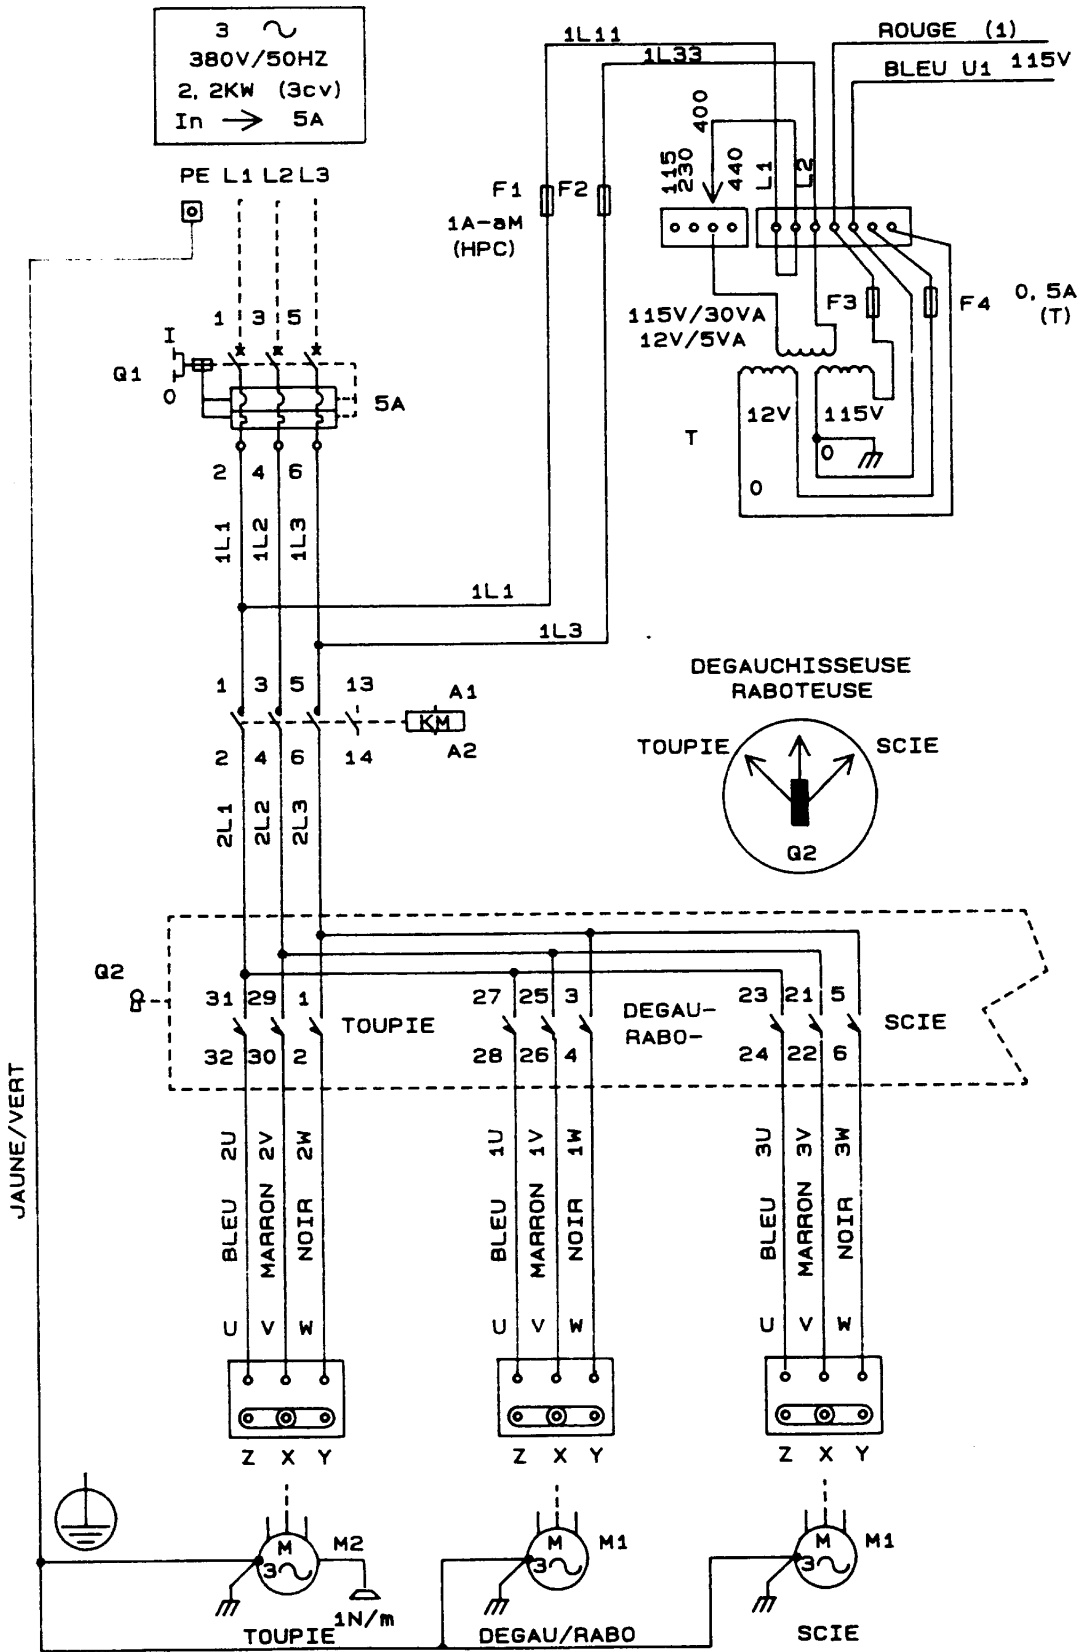 3 ~
380V/50HZ
2, 2KW (3cv)
In → 5A
PE L1 L2 L3
1L11
1L33
ROUGE (1)
BLEU U1 115V
400
115
230
440
L1
L2
F1 F2
1A-aM
(HPC)
F3
F4
0, 5A
(T)
115V/30VA
12V/5VA
12V 115V
T
0
0
1 3 5
I
Q1
O
5A
2 4 6
1L1
1L2
1L3
1L1
1L3
1 3 5 13
A1
KM
2 4 6 14
A2
2L1
2L2
2L3
DEGAUCHISSEUSE
RABOTEUSE
TOUPIE
SCIE
Q2
Q2
31 29 1
TOUPIE
32 30 2
27 25 3
DEGAU-
RABO-
28 26 4
23 21 5
SCIE
24 22 6
JAUNE/VERT
BLEU 2U
MARRON 2V
NOIR 2W
BLEU 1U
MARRON 1V
NOIR 1W
BLEU 3U
MARRON 3V
NOIR 3W
U V W
U V W
U V W
Z X Y
Z X Y
Z X Y
M
3~
M2
M
3~
M1
M
3~
M1
1N/m
TOUPIE
DEGAU/RABO
SCIE